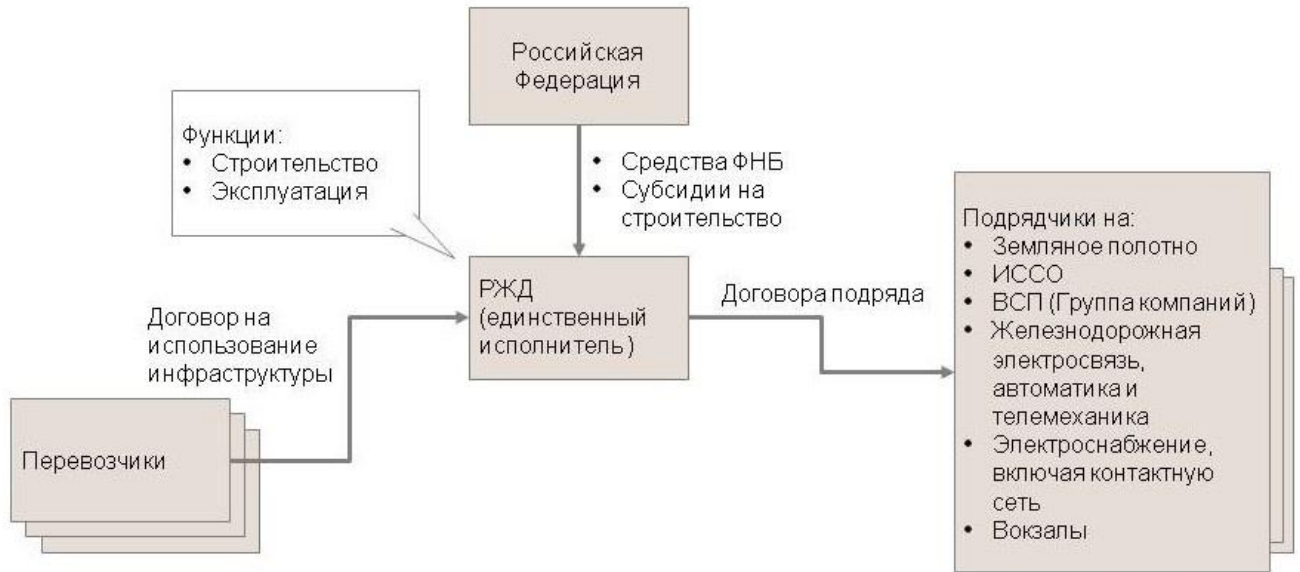 Российская
Федерация
Функции:
• Строительство
• Эксплуатация
• Средства ФНБ
• Субсидии на
строительство
РЖД
(единственный
исполнитель)
Договор на
использование
инфраструктуры
Перевозчики
Договора подряда
Подрядчики на:
• Земляное полотно
• ИССО
• ВСП (Группа компаний)
• Железнодорожная
электросвязь,
автоматика и
телемеханика
• Электроснабжение,
включая контактную
сеть
• Вокзалы